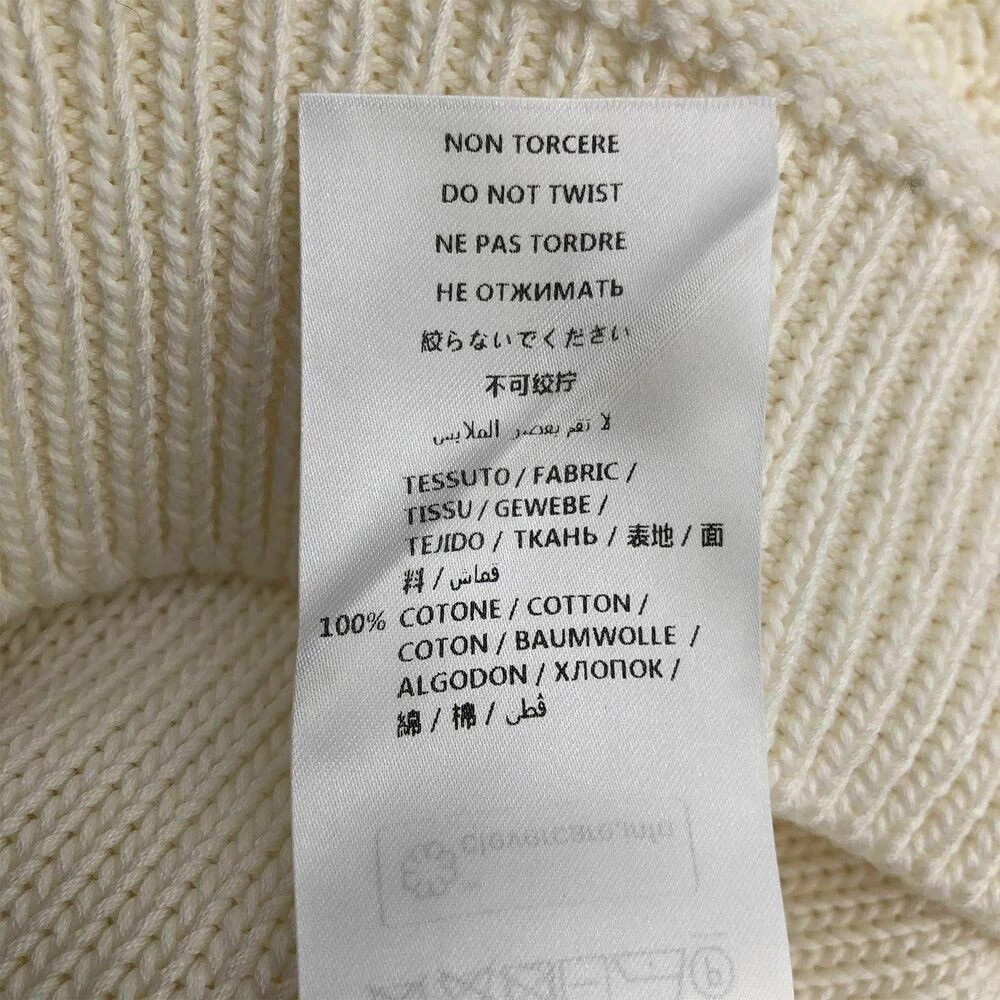 NON TORCERE
DO NOT TWIST
NE PAS TORDRE
НЕ ОТЖИМАТЬ
絞らないでください
不可绞拧
لا تقم بعصر الملابس
TESSUTO / FABRIC /
TISSU / GEWEBE /
TEJIDO / ТКАНЬ / 表地 / 面
料 / قماش
100% COTONE / COTTON /
COTON / BAUMWOLLE /
ALGODON / ХЛОПОК /
綿 / 棉 / قطن
clevercare.info
P